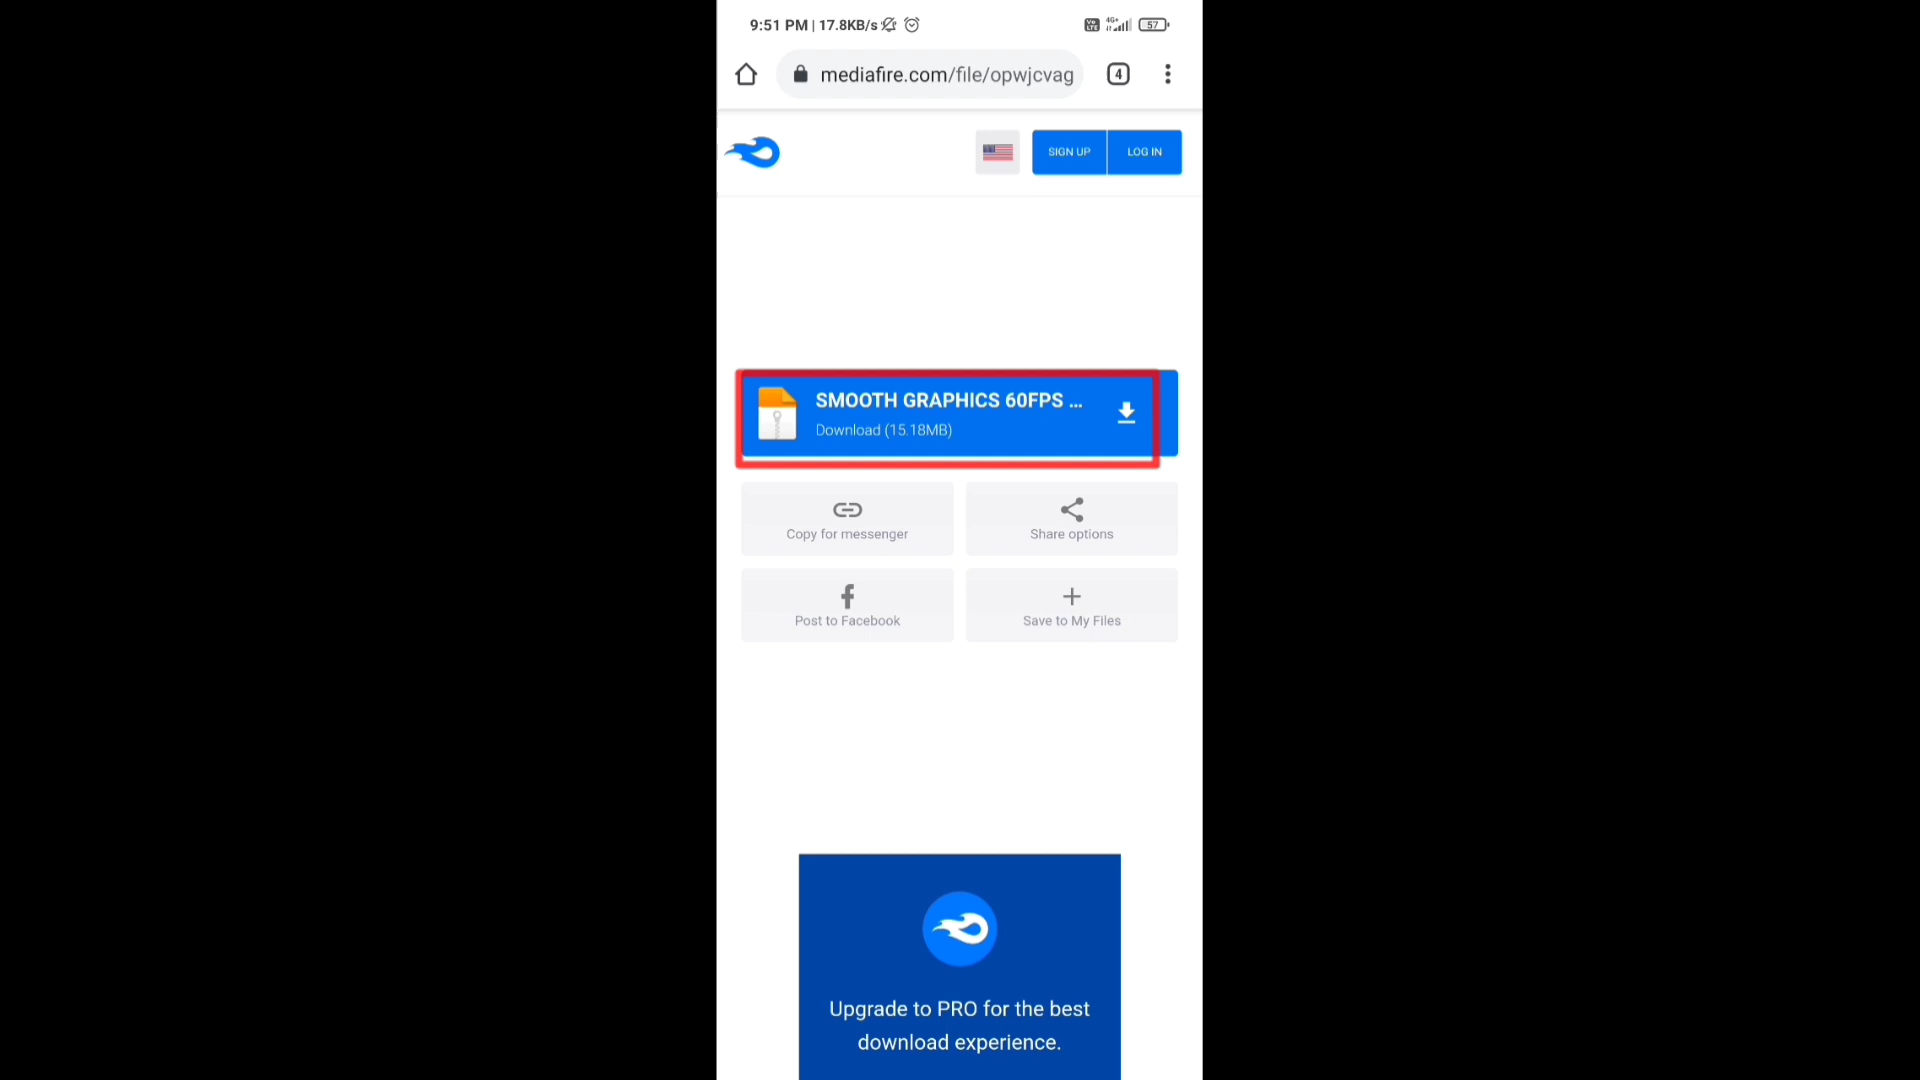 9:51 PM | 17.8KB/s
4G+
57
mediafire.com/file/opwjcvag
4
SIGN UP
LOG IN
SMOOTH GRAPHICS 60FPS ...
Download (15.18MB)
Copy for messenger
Share options
Post to Facebook
Save to My Files
Upgrade to PRO for the best
download experience.